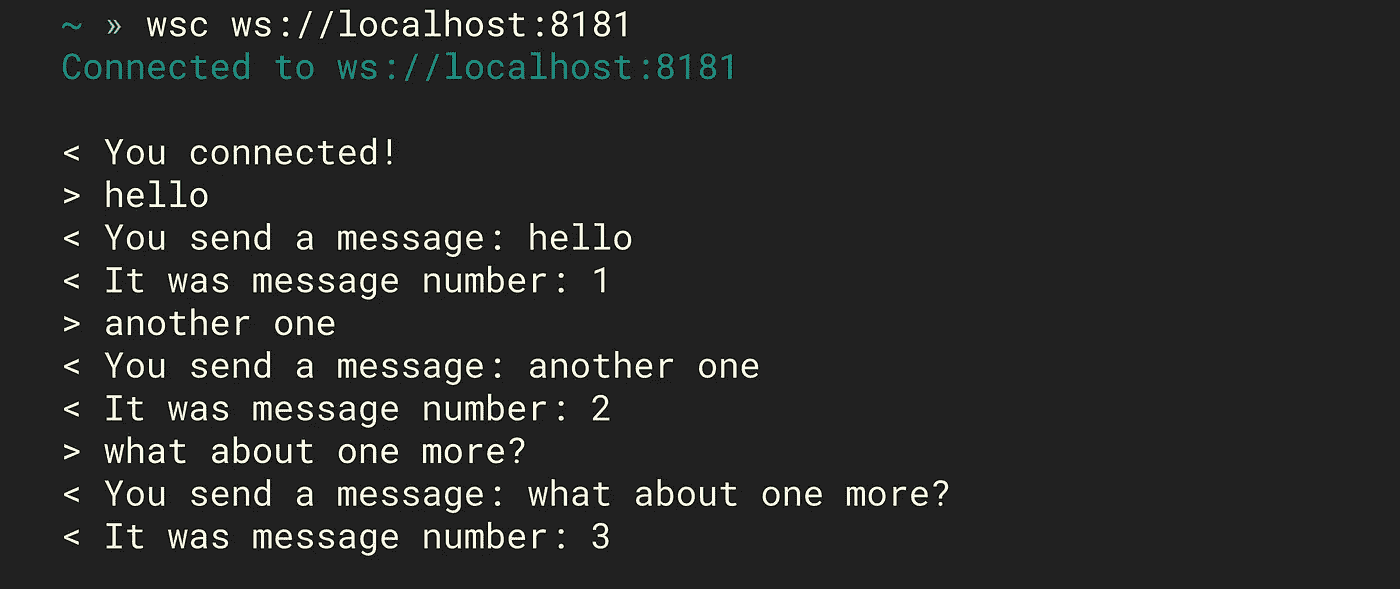 ~ » wsc ws://localhost:8181
Connected to ws://localhost:8181
< You connected!
> hello
< You send a message: hello
< It was message number: 1
> another one
< You send a message: another one
< It was message number: 2
> what about one more?
< You send a message: what about one more?
< It was message number: 3